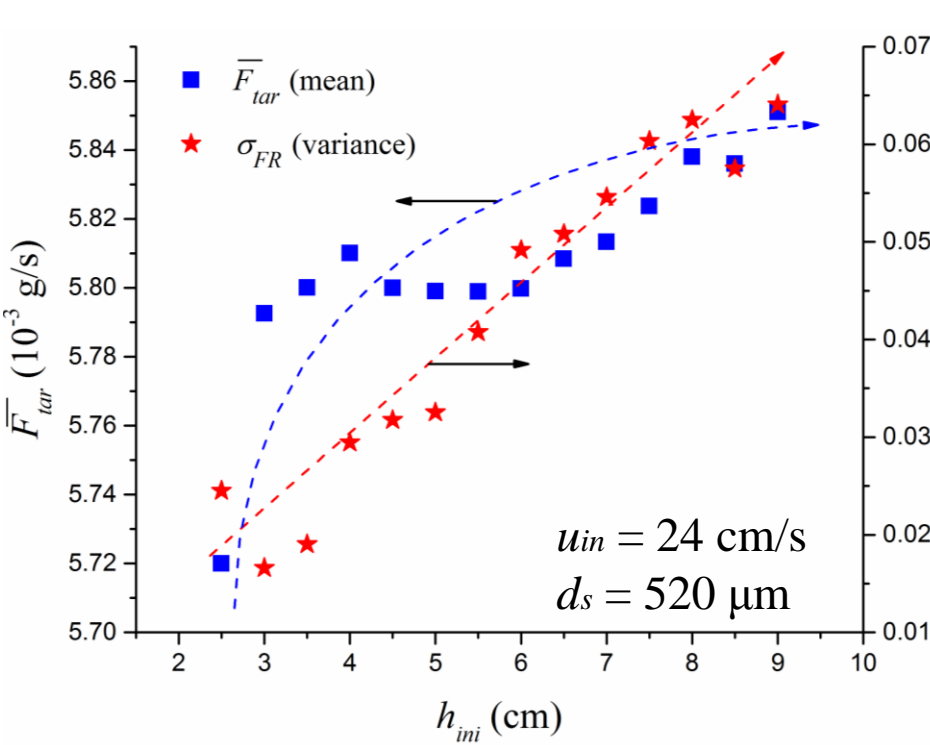 F̅tar (mean)
σFR (variance)
5.86
5.84
5.82
5.80
5.78
5.76
5.74
5.72
5.70
F̅tar (10-3 g/s)
0.07
0.06
0.05
0.04
0.03
0.02
0.01
uin = 24 cm/s
ds = 520 μm
2 3 4 5 6 7 8 9 10
hini (cm)